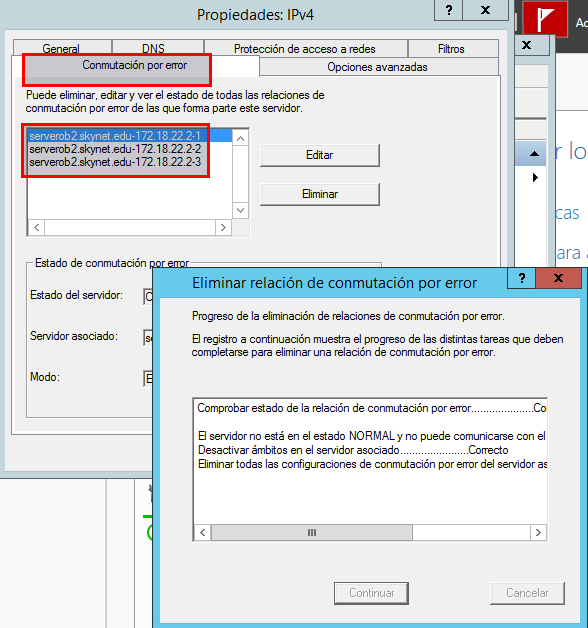 Propiedades: IPv4
General
DNS
Protección de acceso a redes
Filtros
Conmutación por error
Opciones avanzadas
Puede eliminar, editar y ver el estado de todas las relaciones de
conmutación por error de las que forma parte este servidor.
serverob2.skynet.edu-172.18.22.2-1
serverob2.skynet.edu-172.18.22.2-2
serverob2.skynet.edu-172.18.22.2-3
Editar
Eliminar
Estado de conmutación por error
Estado del servidor:
Servidor asociado:
Modo:
Eliminar relación de conmutación por error
Progreso de la eliminación de relaciones de conmutación por error.
El registro a continuación muestra el progreso de las distintas tareas que deben
completarse para eliminar una relación de conmutación por error.
Comprobar estado de la relación de conmutación por error.....................Co
El servidor no está en el estado NORMAL y no puede comunicarse con el
Desactivar ámbitos en el servidor asociado.......................Correcto
Eliminar todas las configuraciones de conmutación por error del servidor as
Continuar
Cancelar